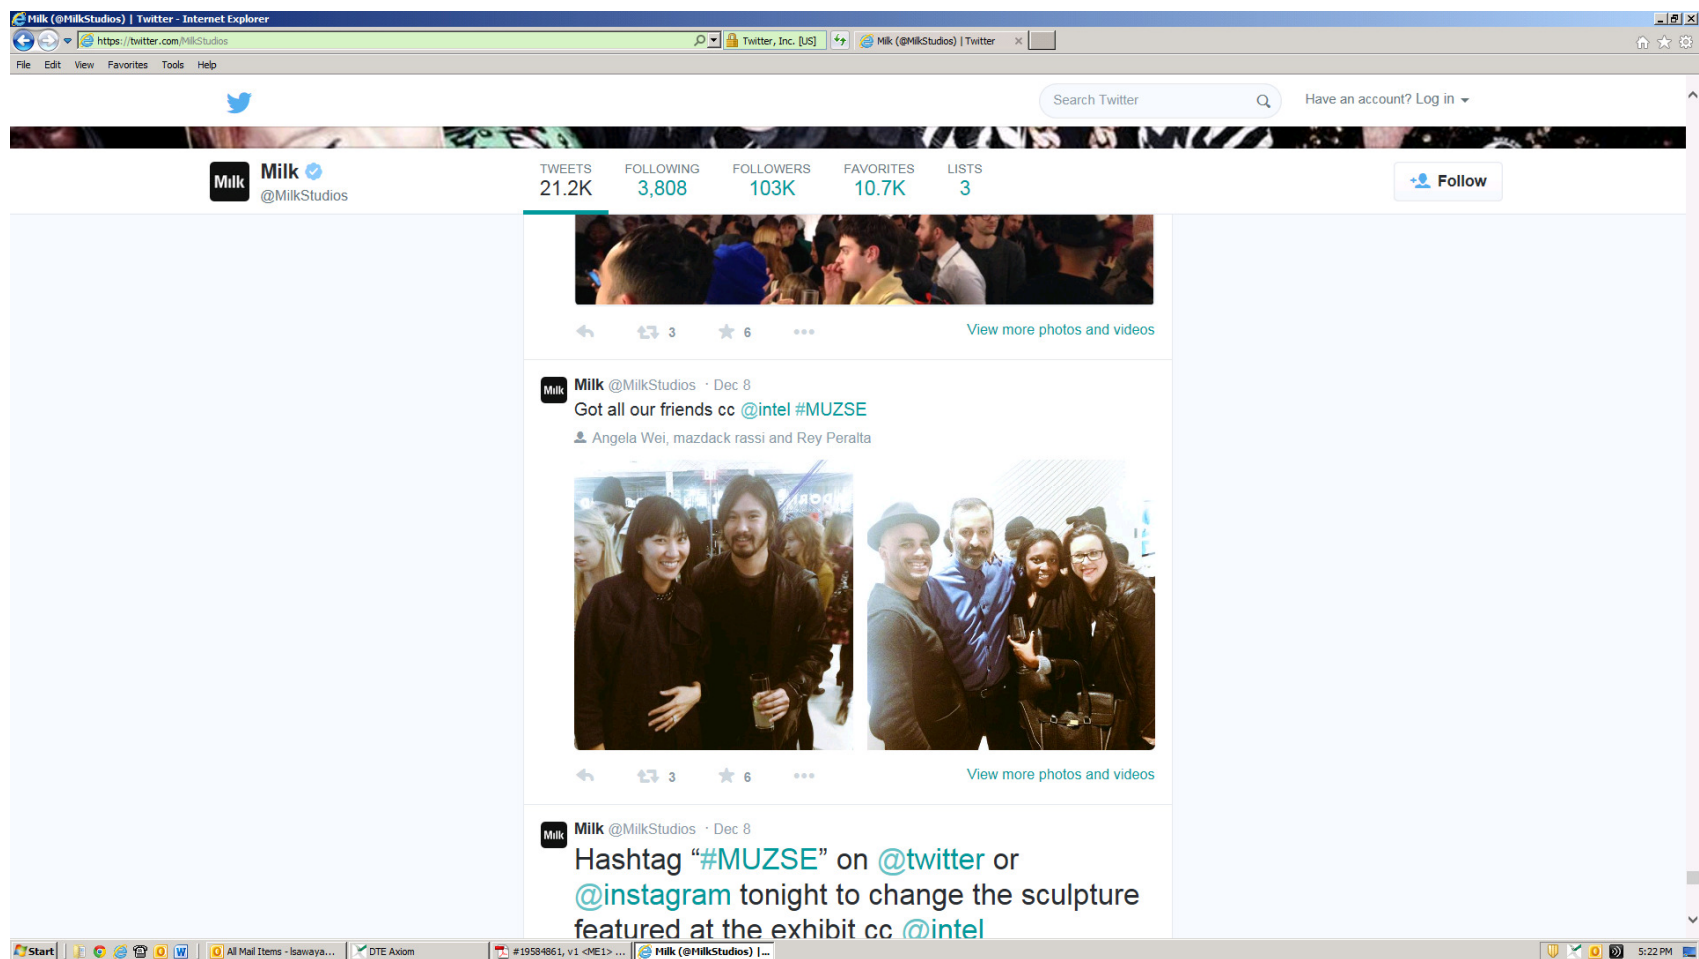 Milk (@MilkStudios) | Twitter - Internet Explorer
https://twitter.com/MilkStudios
Twitter, Inc. [US]
Milk (@MilkStudios) | Twitter
File Edit View Favorites Tools Help
Search Twitter
Have an account? Log in
Milk
Milk
@MilkStudios
TWEETS FOLLOWING FOLLOWERS FAVORITES LISTS
21.2K 3,808 103K 10.7K 3
Follow
3 6
View more photos and videos
Milk
Milk @MilkStudios · Dec 8
Got all our friends cc @intel #MUZSE
Angela Wei, mazdack rassi and Rey Peralta
3 6
View more photos and videos
Milk
Milk @MilkStudios · Dec 8
Hashtag “#MUZSE” on @twitter or
@instagram tonight to change the sculpture
featured at the exhibit cc @intel
Start
All Mail Items - lsawaya...
DTE Axiom
#19584861, v1 <ME1> ...
Milk (@MilkStudios) |...
5:22 PM